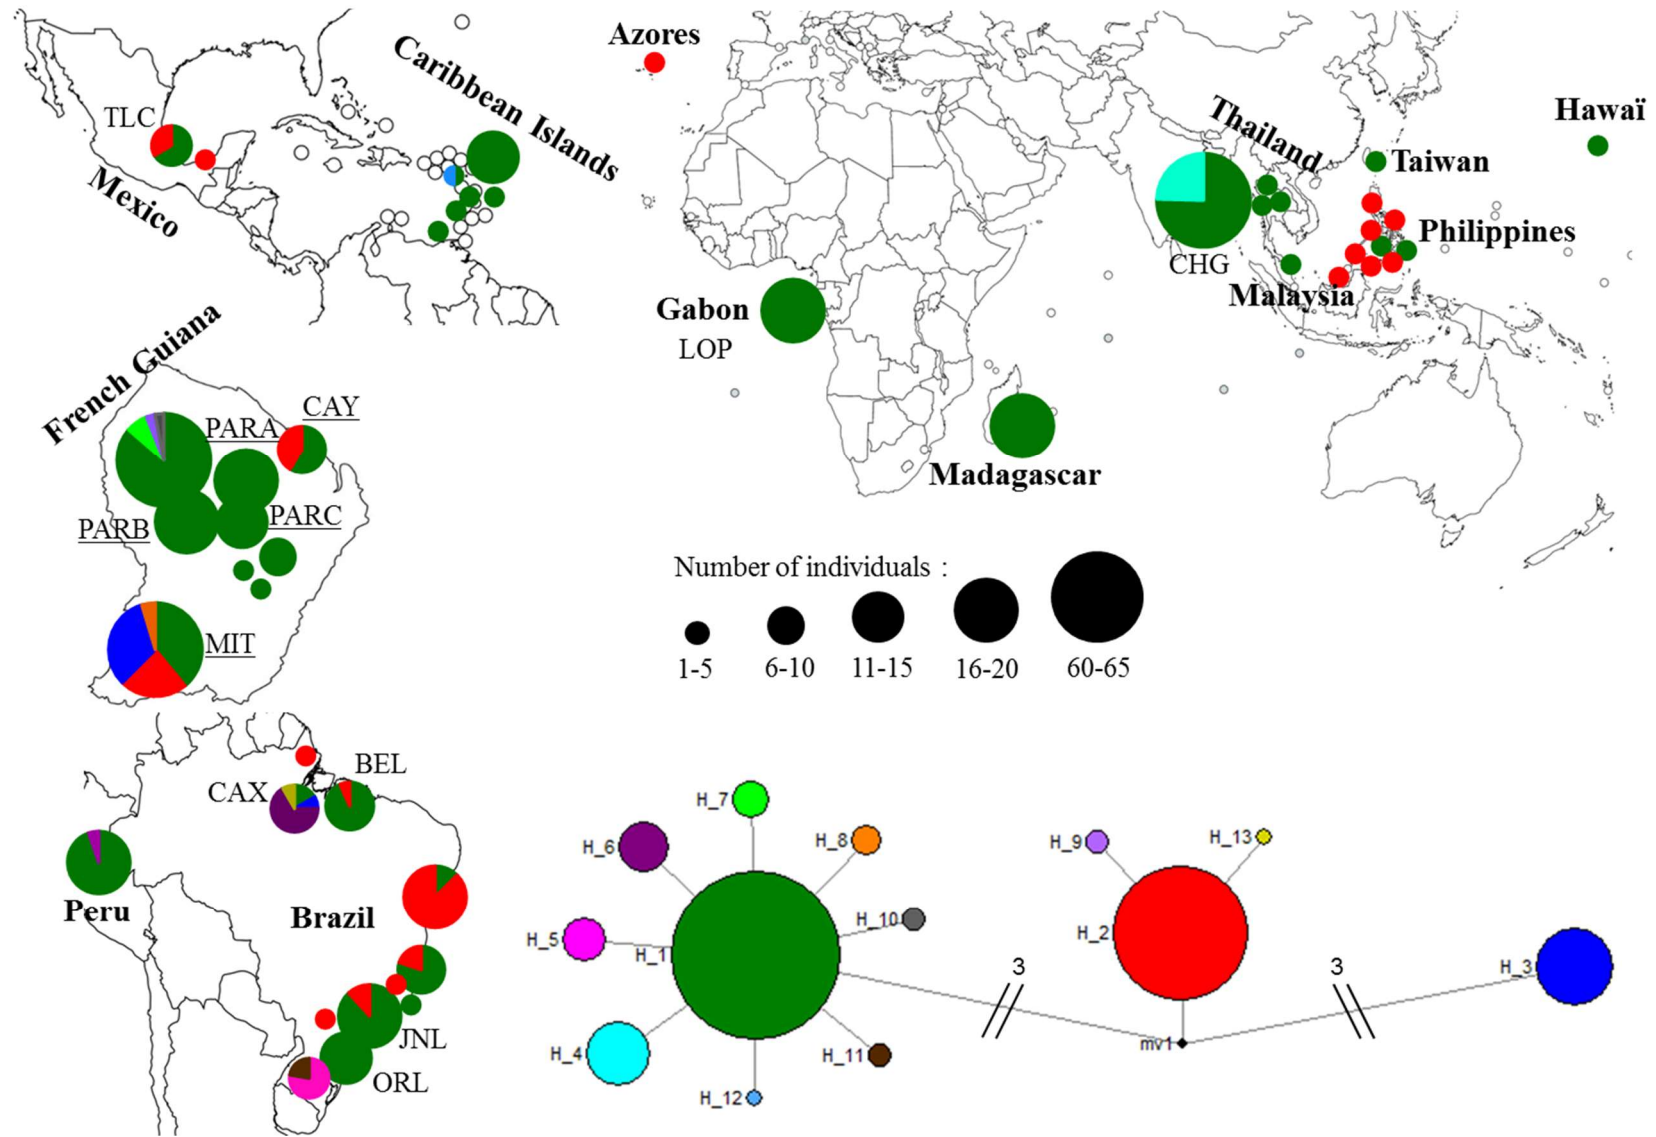 Azores
Caribbean Islands
TLC
Mexico
Thailand
Hawaï
Taiwan
Philippines
CHG
Malaysia
Gabon
LOP
Madagascar
French Guiana
CAY
PARA
PARB
PARC
MIT
Number of individuals :
1-5
6-10
11-15
16-20
60-65
BEL
CAX
Peru
Brazil
JNL
ORL
H_7
H_6
H_8
H_10
H_5
H_1
H_4
H_11
H_12
H_9
H_13
H_2
H_3
3
3
mv1